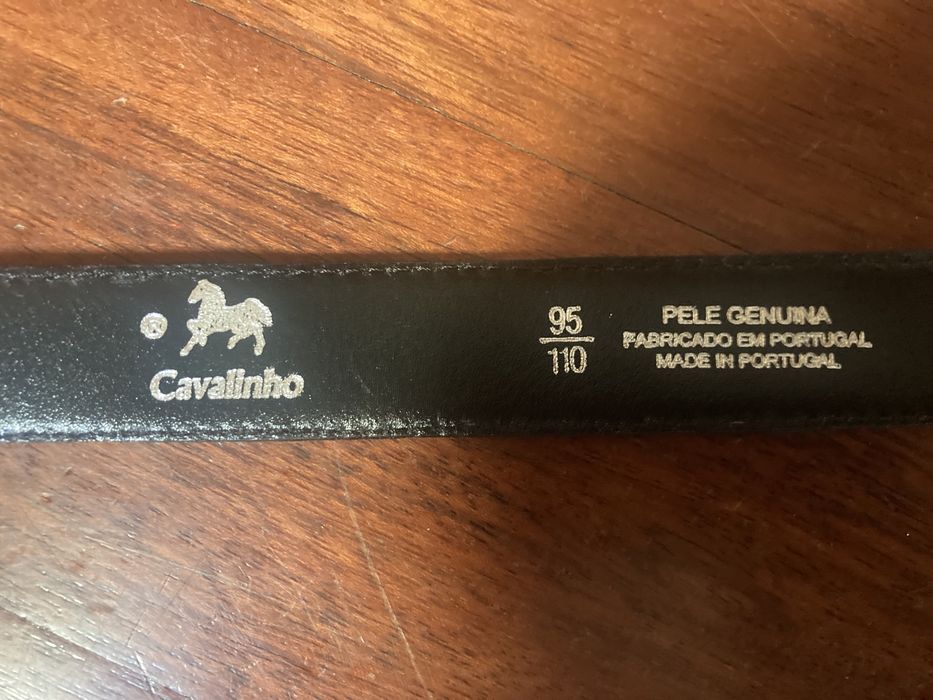 ®
Cavalinho
95
110
PELE GENUINA
FABRICADO EM PORTUGAL
MADE IN PORTUGAL